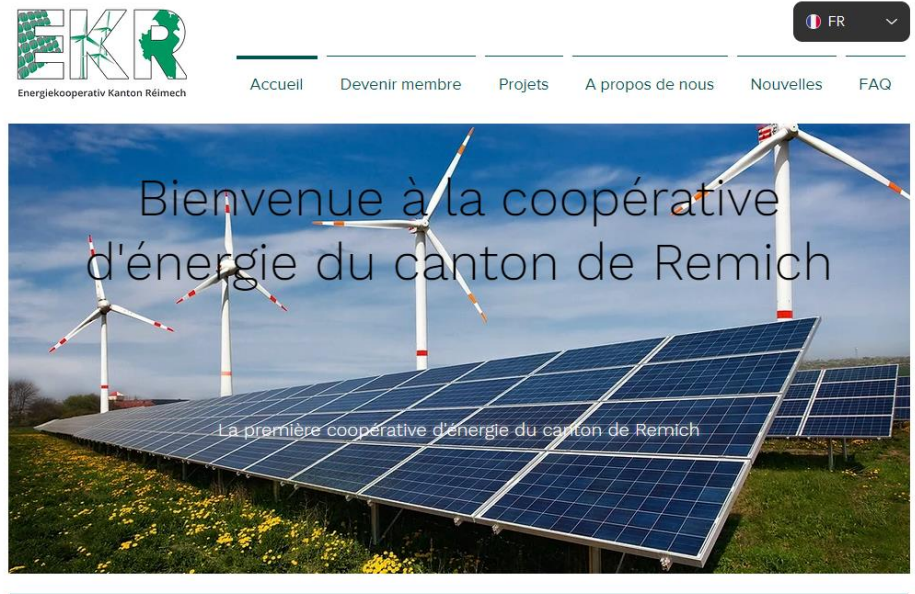 EKR
Energiekooperativ Kanton Réimech
FR
Accueil
Devenir membre
Projets
A propos de nous
Nouvelles
FAQ
Bienvenue à la coopérative
d'énergie du canton de Remich
La première coopérative d'énergie du canton de Remich